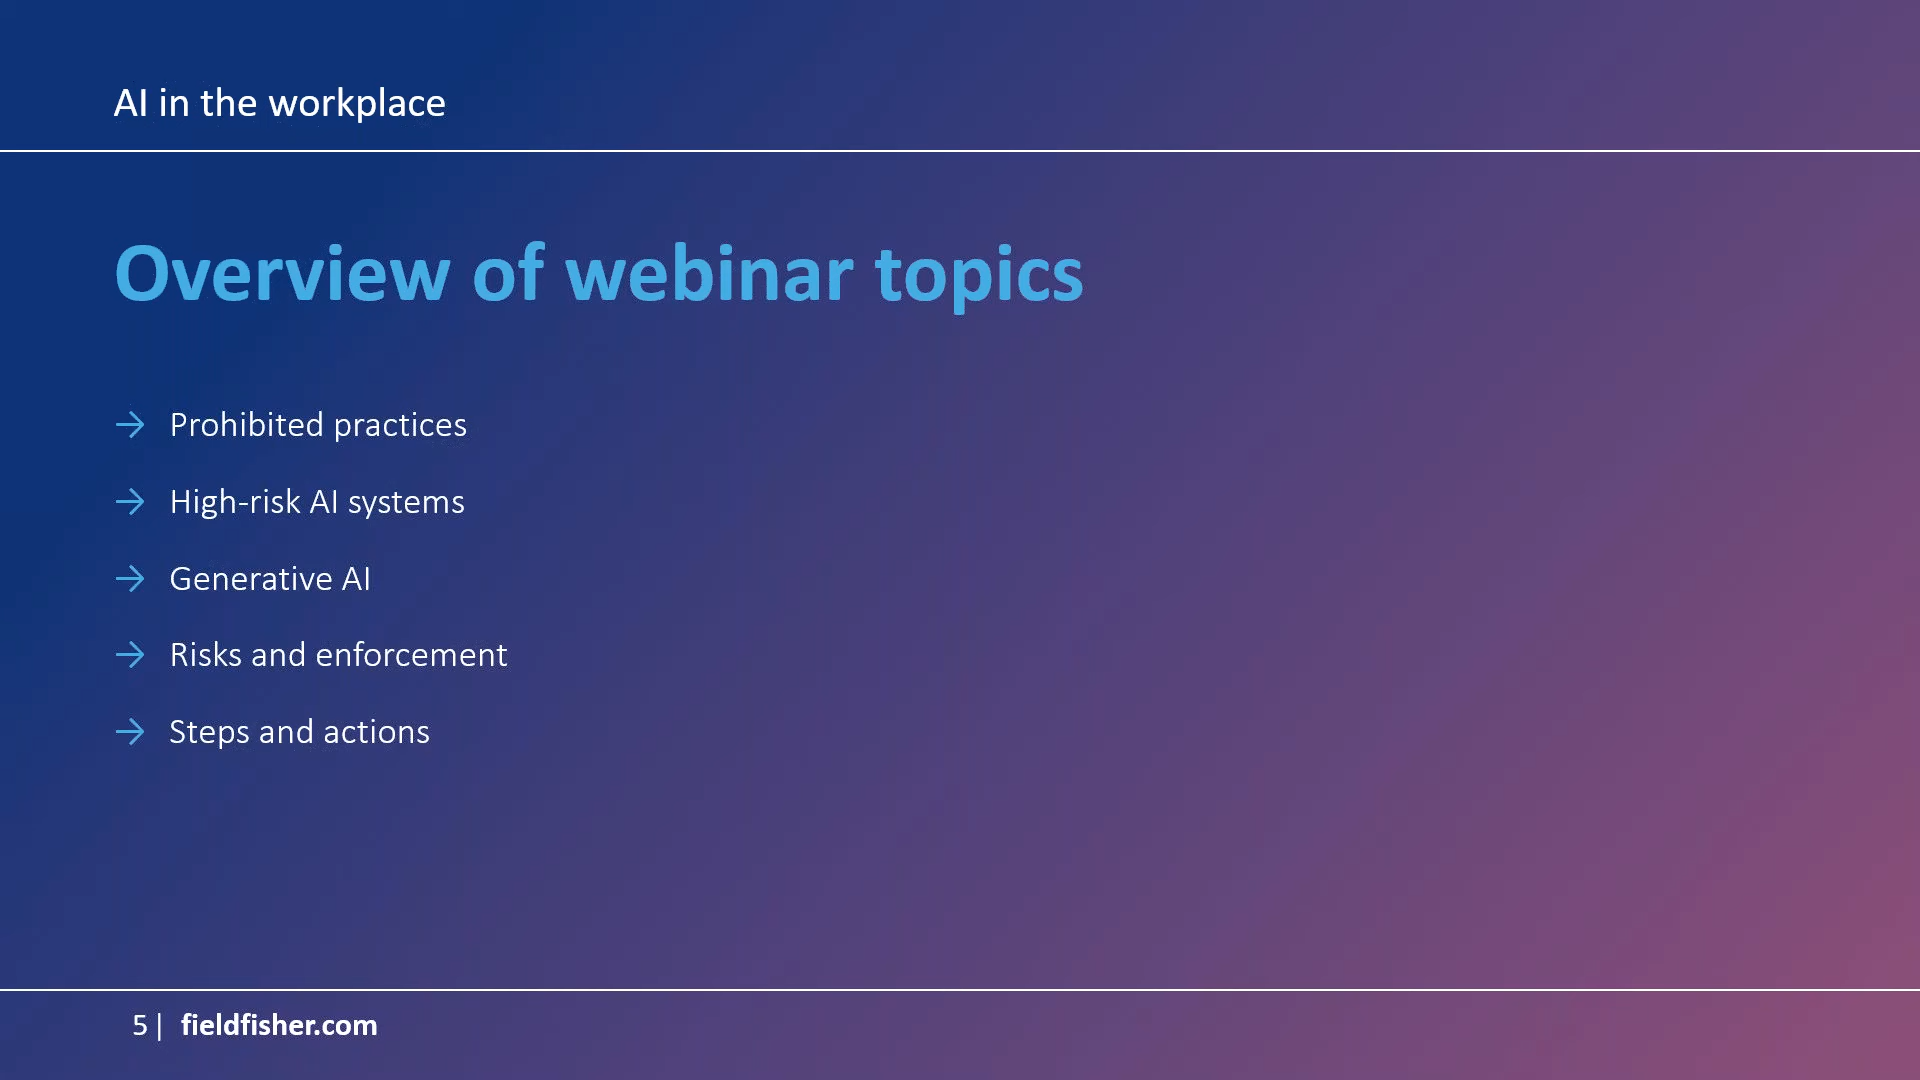 AI in the workplace
Overview of webinar topics
→ Prohibited practices
→ High-risk AI systems
→ Generative AI
→ Risks and enforcement
→ Steps and actions
5 | fieldfisher.com